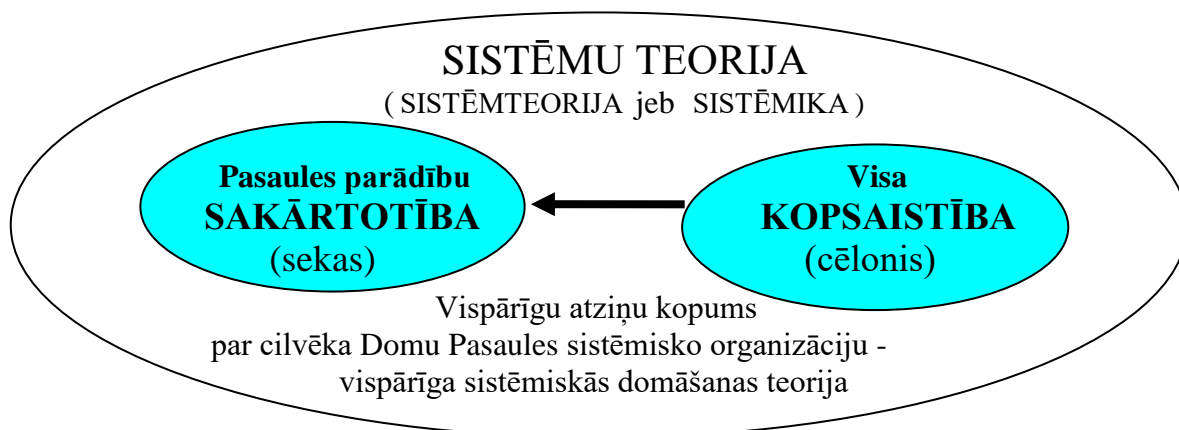 SISTĒMU TEORIJA
( SISTĒMTEORIJA jeb SISTĒMIKA )
Pasaules parādību
SAKĀRTOTĪBA
(sekas)
Visa
KOPSAISTĪBA
(cēlonis)
Vispārīgu atziņu kopums
par cilvēka Domu Pasaules sistēmisko organizāciju -
vispārīga sistēmiskās domāšanas teorija